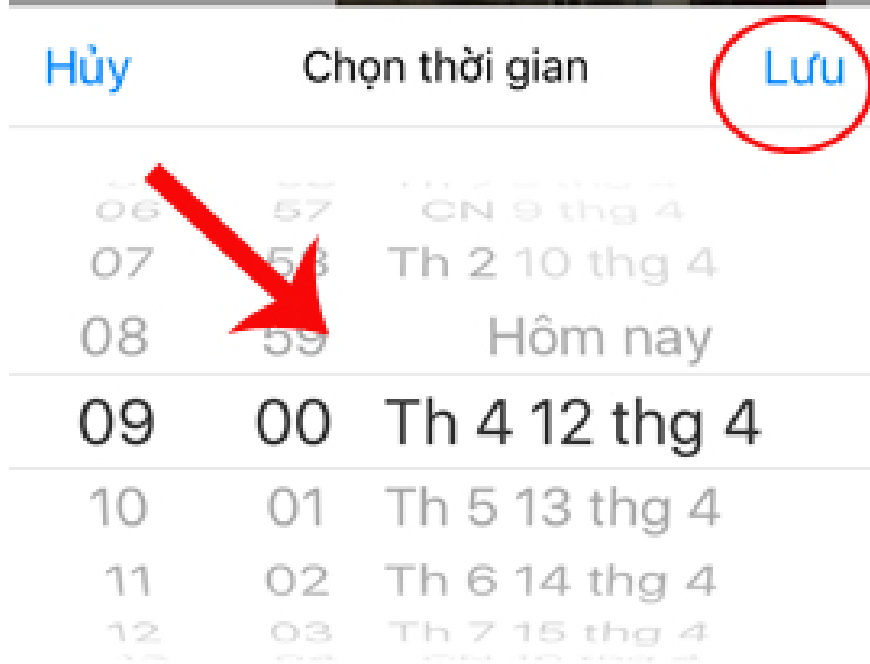 Hủy Chọn thời gian Lưu
06 57 CN 9 thg 4
07 58 Th 2 10 thg 4
08 59 Hôm nay
09 00 Th 4 12 thg 4
10 01 Th 5 13 thg 4
11 02 Th 6 14 thg 4
12 03 Th 7 15 thg 4